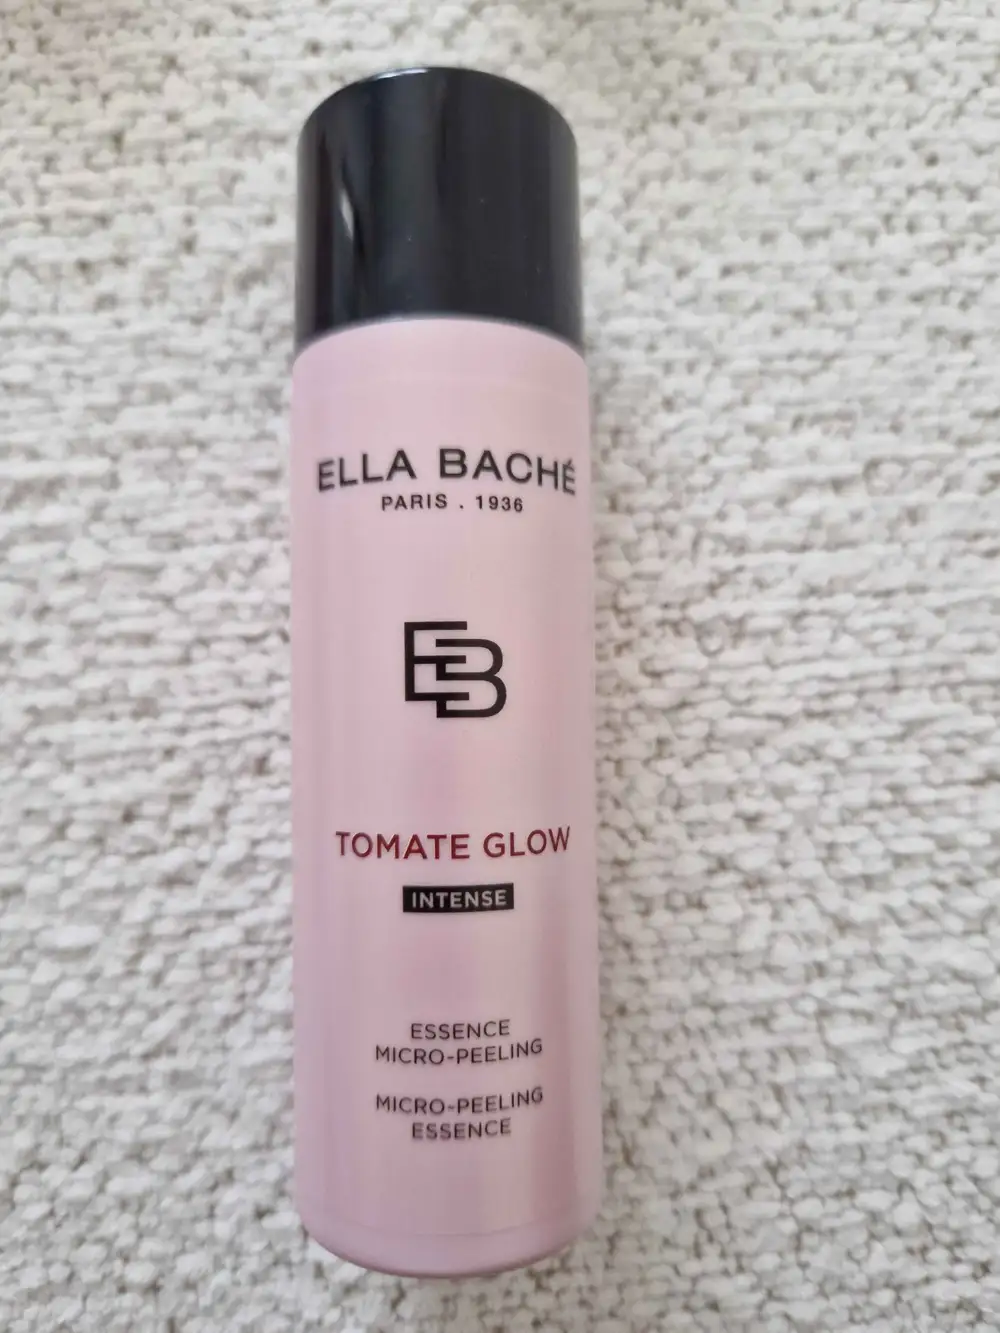 ELLA BACHÉ
PARIS . 1936
EB
TOMATE GLOW
INTENSE
ESSENCE
MICRO-PEELING
MICRO-PEELING
ESSENCE